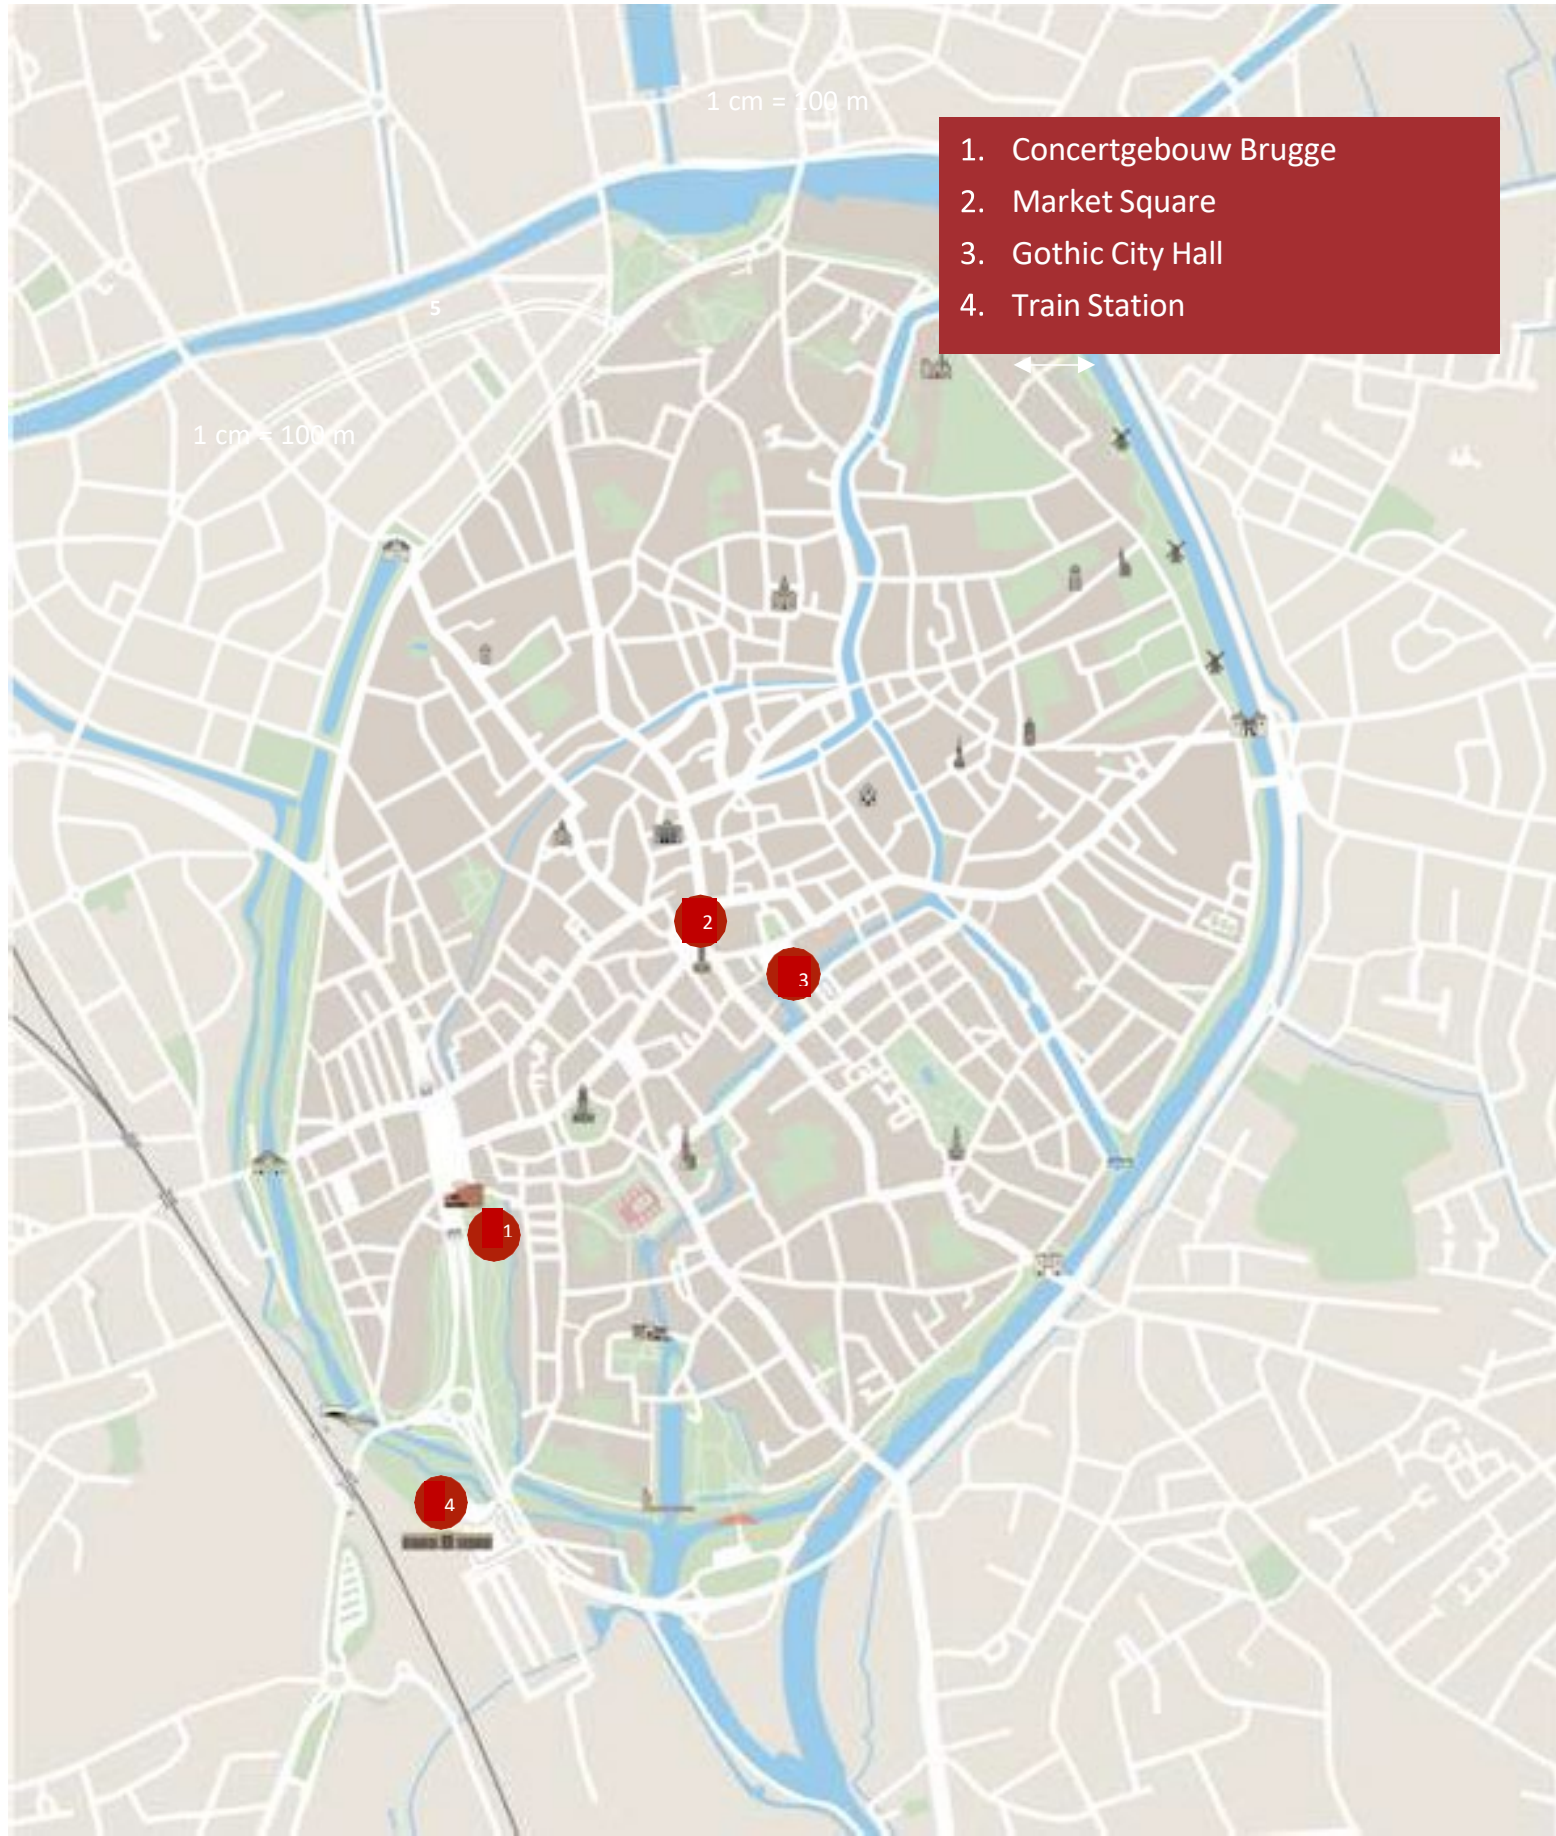 1 cm = 100 m
1. Concertgebouw Brugge
2. Market Square
3. Gothic City Hall
4. Train Station
5
1 cm = 100 m
2
3
1
4